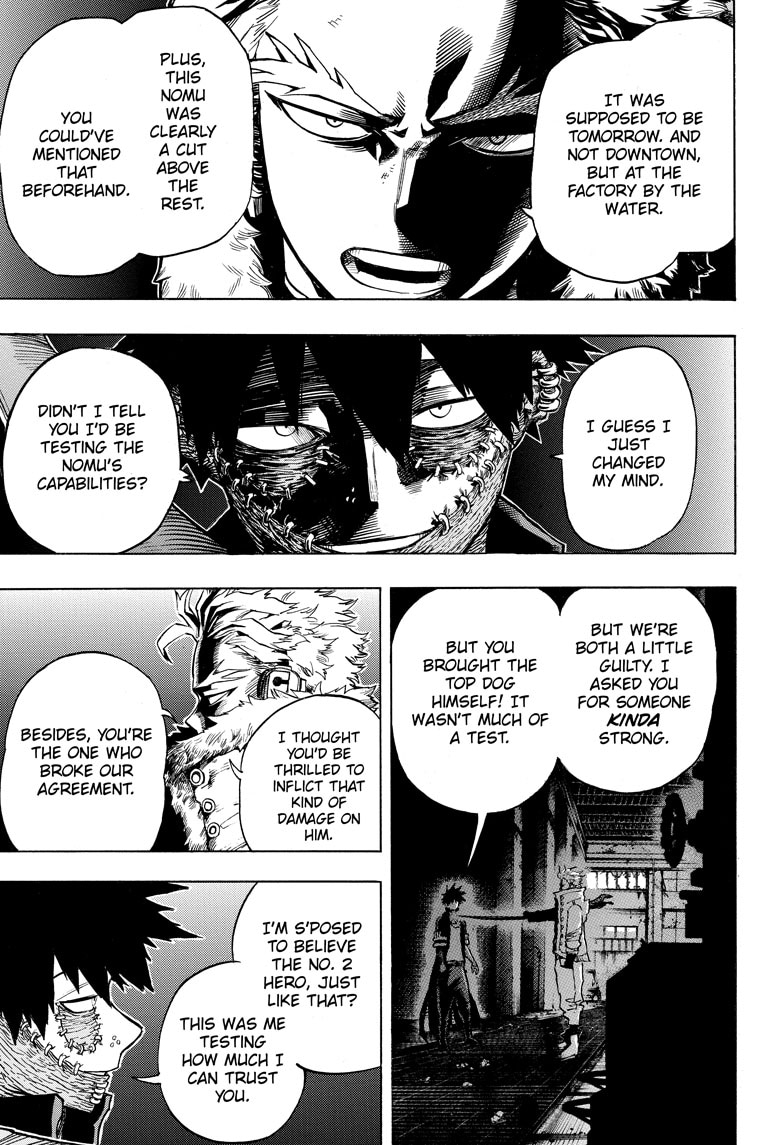 IT WAS
SUPPOSED TO BE
TOMORROW. AND
NOT DOWNTOWN,
BUT AT THE
FACTORY BY THE
WATER.
PLUS,
THIS
NOMU
WAS
CLEARLY
A CUT
ABOVE
THE
REST.
YOU
COULD'VE
MENTIONED
THAT
BEFOREHAND.
I GUESS I
JUST
CHANGED
MY MIND.
DIDN'T I TELL
YOU I'D BE
TESTING THE
NOMU'S
CAPABILITIES?
BUT WE'RE
BOTH A LITTLE
GUILTY. I
ASKED YOU
FOR SOMEONE
KINDA
STRONG.
BUT YOU
BROUGHT THE
TOP DOG
HIMSELF! IT
WASN'T MUCH OF
A TEST.
I THOUGHT
YOU'D BE
THRILLED TO
INFLICT THAT
KIND OF
DAMAGE ON
HIM.
BESIDES, YOU'RE
THE ONE WHO
BROKE OUR
AGREEMENT.
I'M S'POSED
TO BELIEVE
THE NO. 2
HERO, JUST
LIKE THAT?
THIS WAS ME
TESTING
HOW MUCH I
CAN TRUST
YOU.